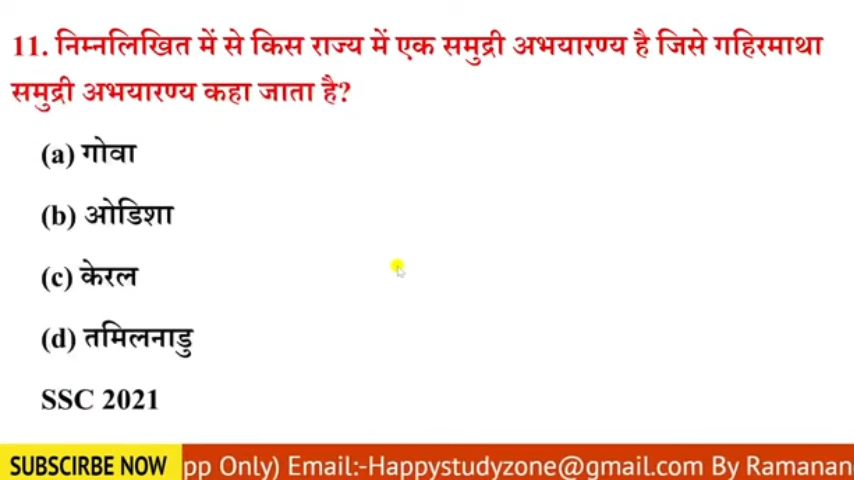 11. निम्नलिखित में से किस राज्य में एक समुद्री अभयारण्य है जिसे गहिरमाथा
समुद्री अभयारण्य कहा जाता है?
(a) गोवा
(b) ओडिशा
(c) केरल
(d) तमिलनाडु
SSC 2021
SUBSCIRBE NOW pp Only) Email:-Happystudyzone@gmail.com By Ramanan